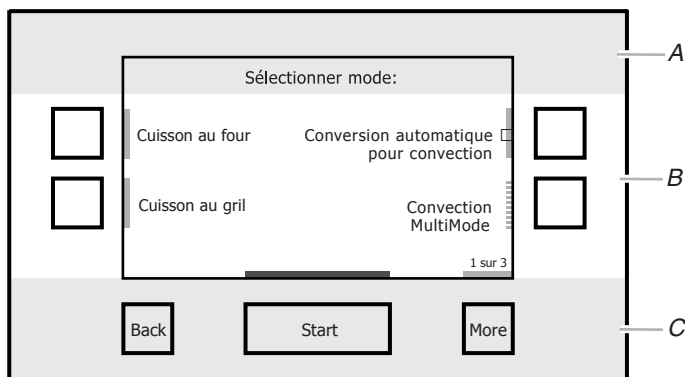 A
Sélectionner mode:
Cuisson au four
Conversion automatique
pour convection
B
Cuisson au gril
Convection
MultiMode
1 sur 3
Back
Start
More
C